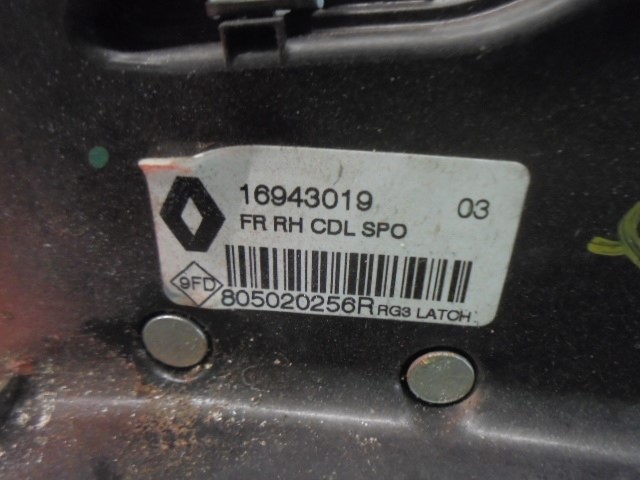 16943019 03
FR RH CDL SPO
9FD
805020256R RG3 LATCH